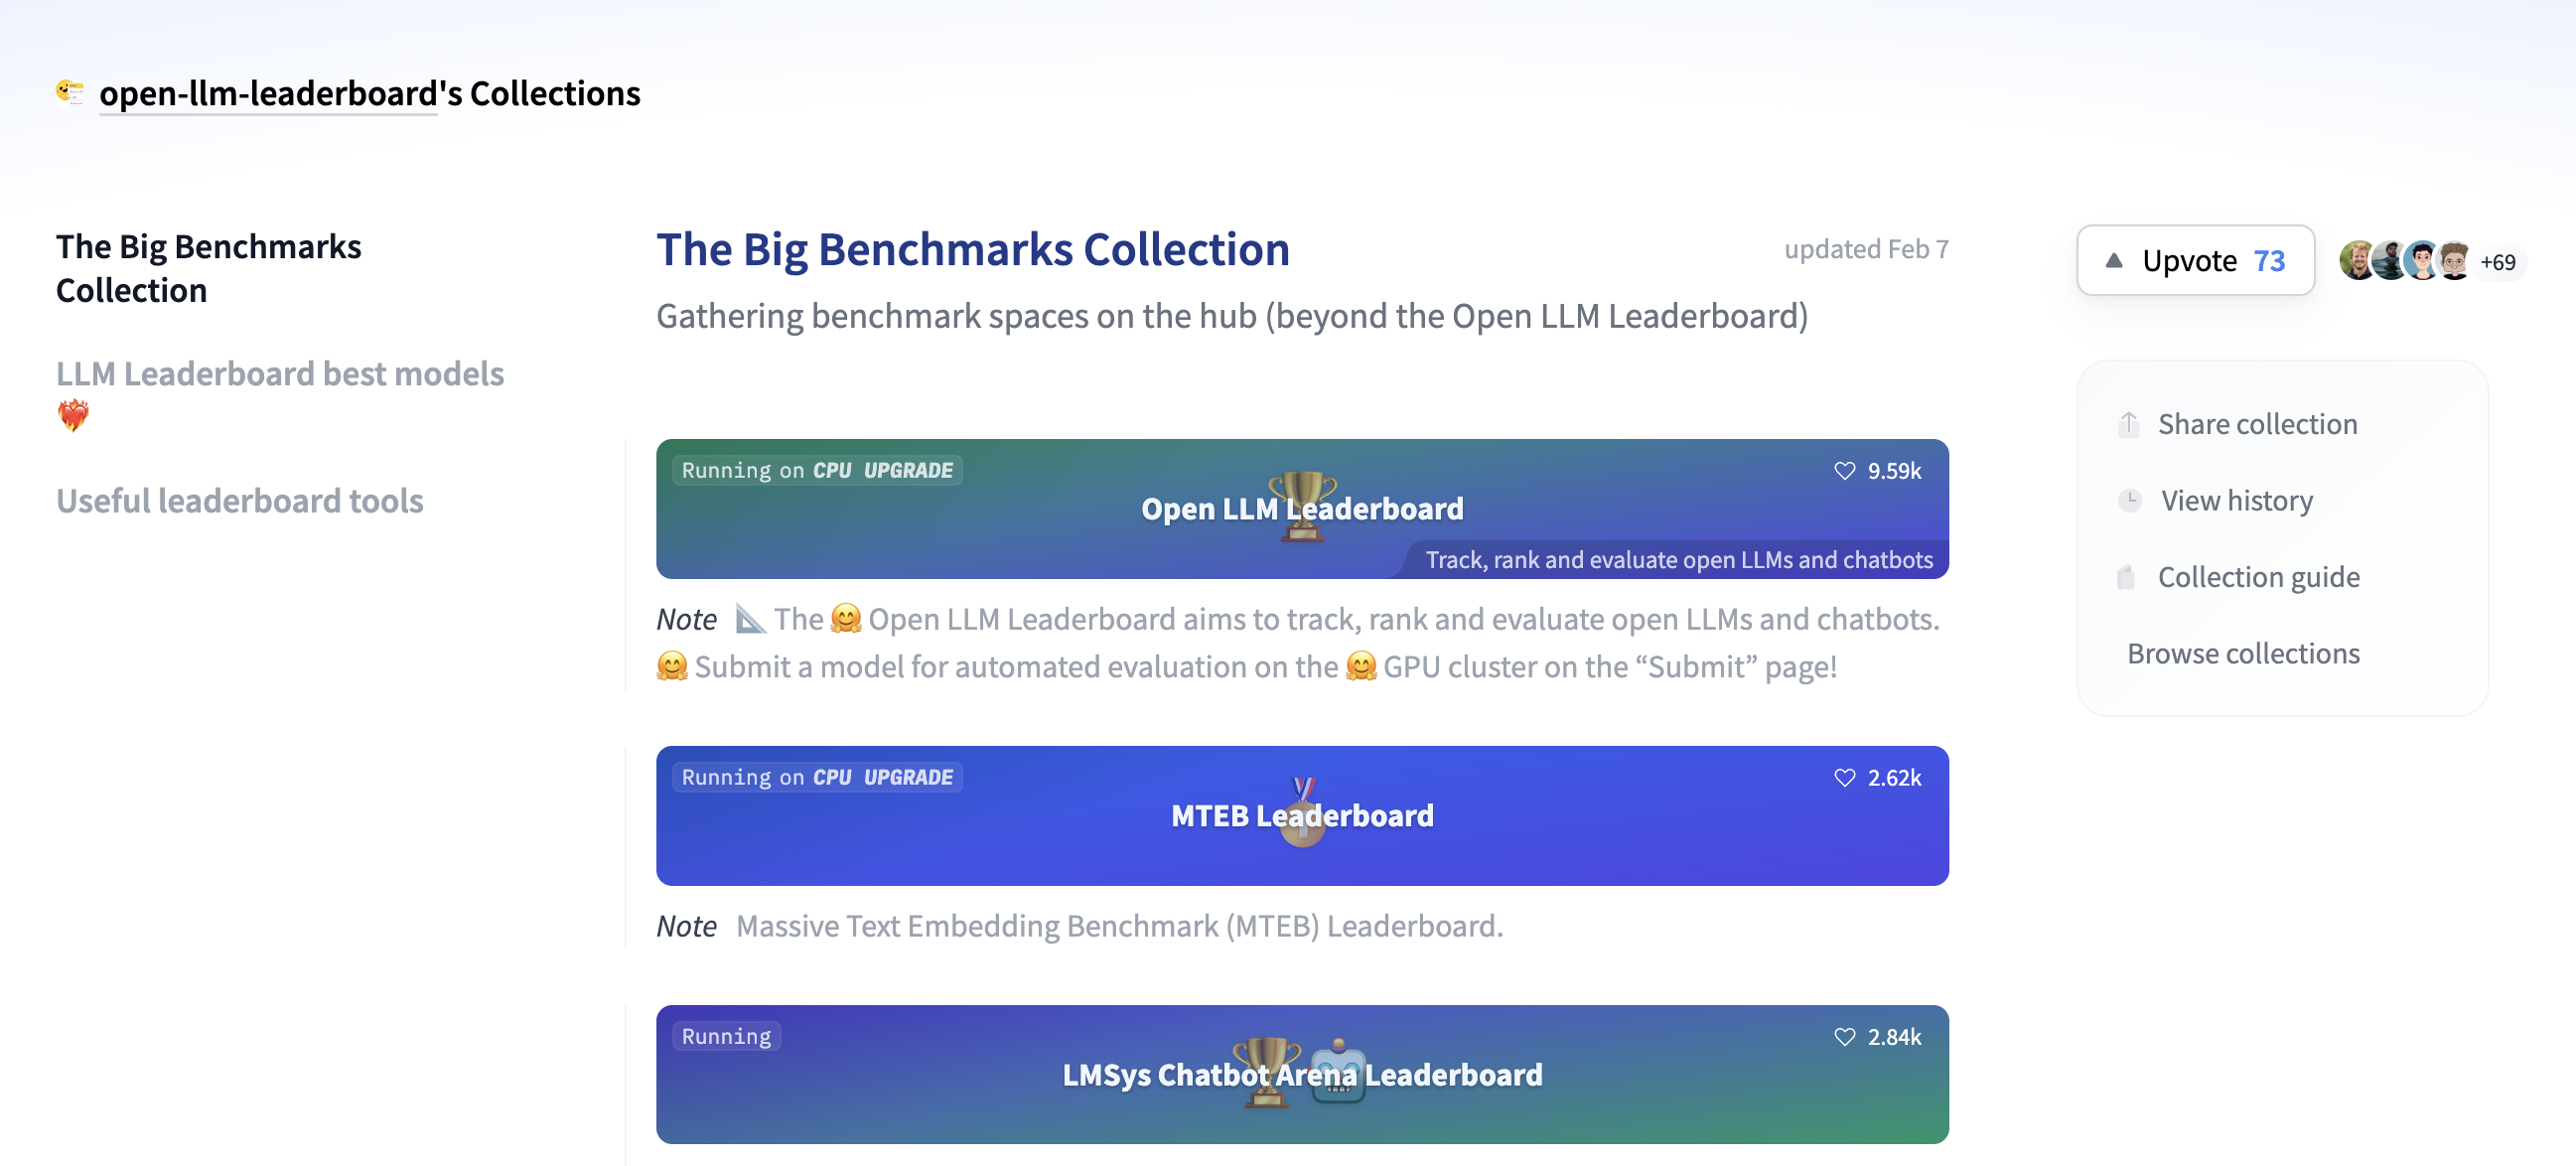 open-llm-leaderboard's Collections
The Big Benchmarks
Collection
LLM Leaderboard best models
Useful leaderboard tools
The Big Benchmarks Collection
updated Feb 7
Gathering benchmark spaces on the hub (beyond the Open LLM Leaderboard)
Running on CPU UPGRADE
9.59k
Open LLM Leaderboard
Track, rank and evaluate open LLMs and chatbots
Note 📐 The 🤗 Open LLM Leaderboard aims to track, rank and evaluate open LLMs and chatbots.
🤗 Submit a model for automated evaluation on the 🤗 GPU cluster on the “Submit” page!
Running on CPU UPGRADE
2.62k
MTEB Leaderboard
Note Massive Text Embedding Benchmark (MTEB) Leaderboard.
Running
2.84k
LMSys Chatbot Arena Leaderboard
Upvote 73
+69
Share collection
View history
Collection guide
Browse collections